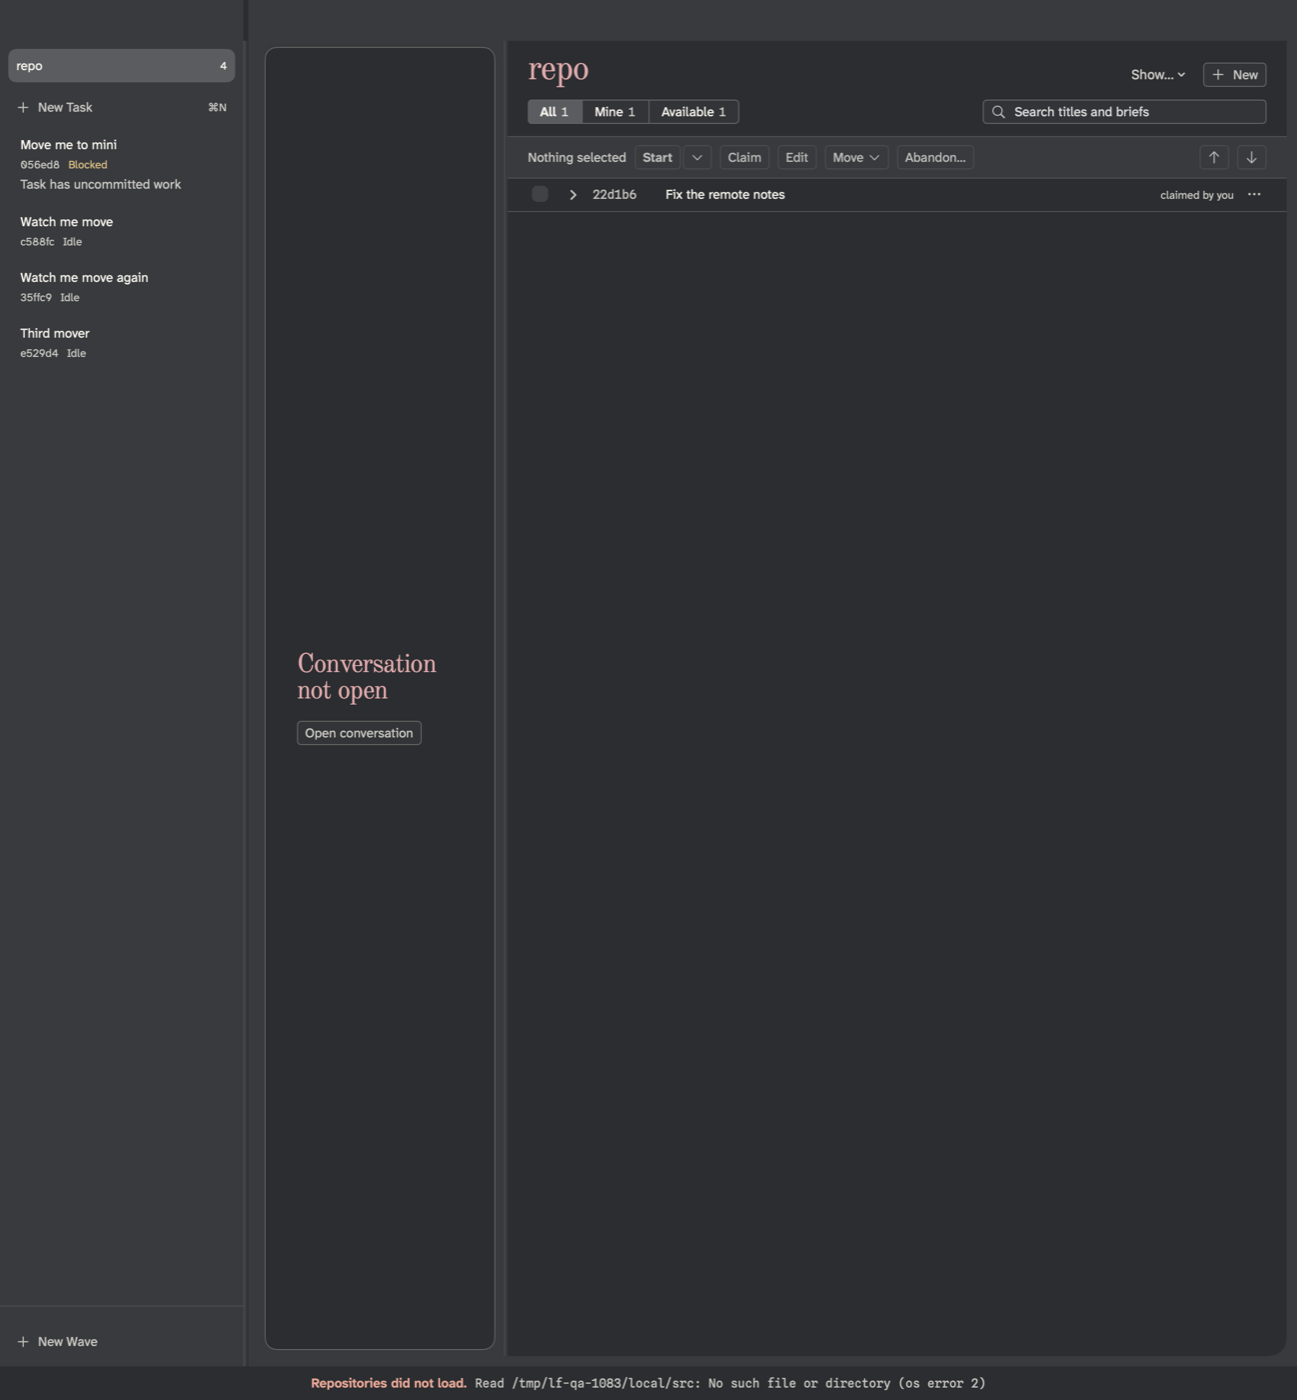 repo 4
New Task ⌘N
Move me to mini
056ed8 Blocked
Task has uncommitted work
Watch me move
c588fc Idle
Watch me move again
35ffc9 Idle
Third mover
e529d4 Idle
New Wave
Conversation
not open
Open conversation
repo
Show... New
All 1 Mine 1 Available 1
Search titles and briefs
Nothing selected Start Claim Edit Move Abandon...
22d1b6 Fix the remote notes claimed by you ···
Repositories did not load. Read /tmp/lf-qa-1083/local/src: No such file or directory (os error 2)